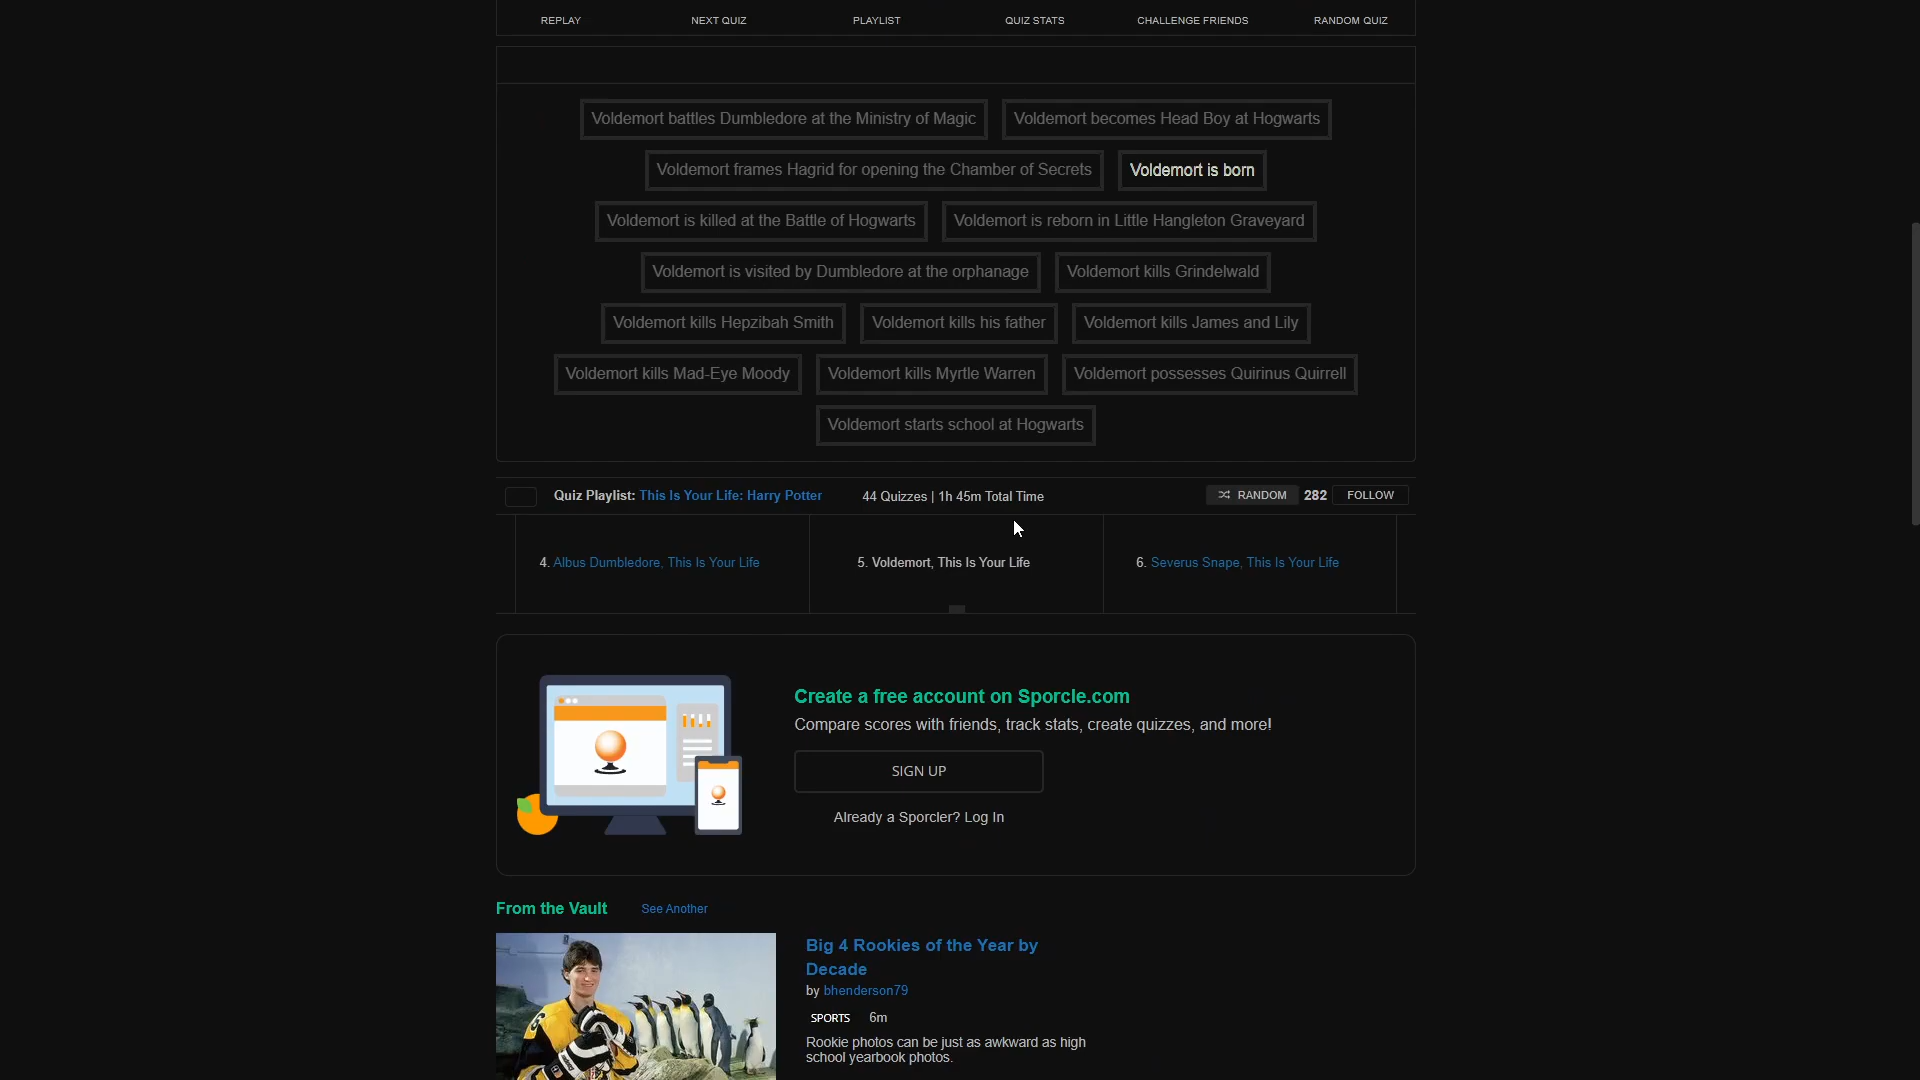 REPLAY NEXT QUIZ PLAYLIST QUIZ STATS CHALLENGE FRIENDS RANDOM QUIZ
Voldemort battles Dumbledore at the Ministry of Magic Voldemort becomes Head Boy at Hogwarts
Voldemort frames Hagrid for opening the Chamber of Secrets Voldemort is born
Voldemort is killed at the Battle of Hogwarts Voldemort is reborn in Little Hangleton Graveyard
Voldemort is visited by Dumbledore at the orphanage Voldemort kills Grindelwald
Voldemort kills Hepzibah Smith Voldemort kills his father Voldemort kills James and Lily
Voldemort kills Mad-Eye Moody Voldemort kills Myrtle Warren Voldemort possesses Quirinus Quirrell
Voldemort starts school at Hogwarts
Quiz Playlist: This Is Your Life: Harry Potter 44 Quizzes | 1h 45m Total Time RANDOM 282 FOLLOW
4. Albus Dumbledore, This Is Your Life 5. Voldemort, This Is Your Life 6. Severus Snape, This Is Your Life
Create a free account on Sporcle.com
Compare scores with friends, track stats, create quizzes, and more!
SIGN UP
Already a Sporcler? Log In
From the Vault See Another
Big 4 Rookies of the Year by
Decade
by bhenderson79
SPORTS 6m
Rookie photos can be just as awkward as high
school yearbook photos.